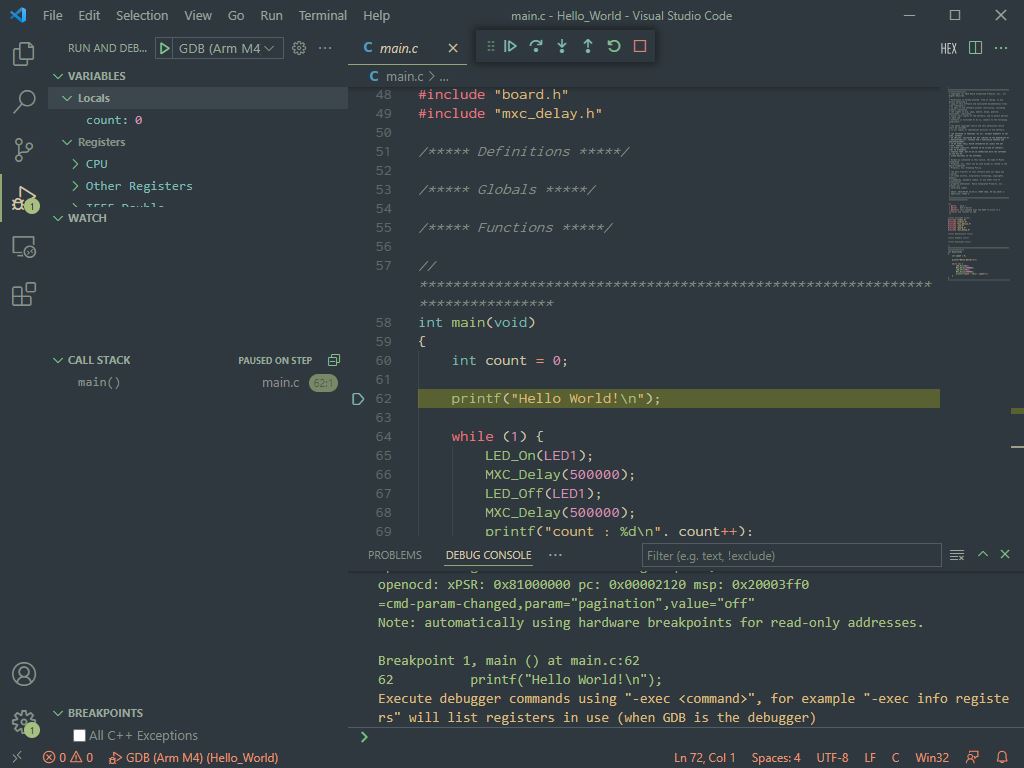 File Edit Selection View Go Run Terminal Help main.c - Hello_World - Visual Studio Code
RUN AND DEB... GDB (Arm M4 main.c HEX
VARIABLES
Locals
count: 0
Registers
CPU
Other Registers
WATCH
CALL STACK PAUSED ON STEP
main() main.c 62:1
BREAKPOINTS
All C++ Exceptions
1
1
C main.c > ...
48 #include "board.h"
49 #include "mxc_delay.h"
50
51 /***** Definitions *****/
52
53 /***** Globals *****/
54
55 /***** Functions *****/
56
57 //
*************************************************************
****************
58 int main(void)
59 {
60 int count = 0;
61
62 printf("Hello World!\n");
63
64 while (1) {
65 LED_On(LED1);
66 MXC_Delay(500000);
67 LED_Off(LED1);
68 MXC_Delay(500000);
69 printf("count : %d\n", count++);
PROBLEMS DEBUG CONSOLE ... Filter (e.g. text, !exclude)
openocd: xPSR: 0x81000000 pc: 0x00002120 msp: 0x20003ff0
=cmd-param-changed,param="pagination",value="off"
Note: automatically using hardware breakpoints for read-only addresses.
Breakpoint 1, main () at main.c:62
62 printf("Hello World!\n");
Execute debugger commands using "-exec <command>", for example "-exec info registe
rs" will list registers in use (when GDB is the debugger)
>
0 0 GDB (Arm M4) (Hello_World) Ln 72, Col 1 Spaces: 4 UTF-8 LF C Win32